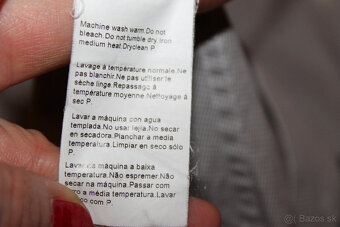 Machine wash warm.Do not
bleach.Do not tumble dry.Iron
medium heat.Dryclean P.
Lavage à température normale.Ne
pas blanchir.Ne pas utiliser le
sèche linge.Repassage à
température moyenne.Nettoyage à
sec P.
Lavar a máquina con agua
templada.No usar lejía.No secar
en secadora.Planchar a media
temperatura.Limpiar en seco sólo
P.
Lavar na máquina a baixa
temperatura.Não espremer.Não
secar na máquina.Passar com
a média temperatura.Lavar
com P.
© bazos.sk